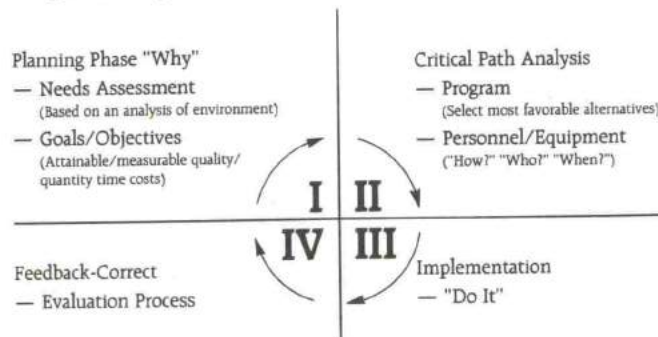 Planning Phase "Why"
— Needs Assessment
(Based on an analysis of environment)
— Goals/Objectives
(Attainable/measurable quality/
quantity time costs)
I
Critical Path Analysis
— Program
(Select most favorable alternatives)
— Personnel/Equipment
("How?" "Who?" "When?")
II
IV
Feedback-Correct
— Evaluation Process
III
Implementation
— "Do It"